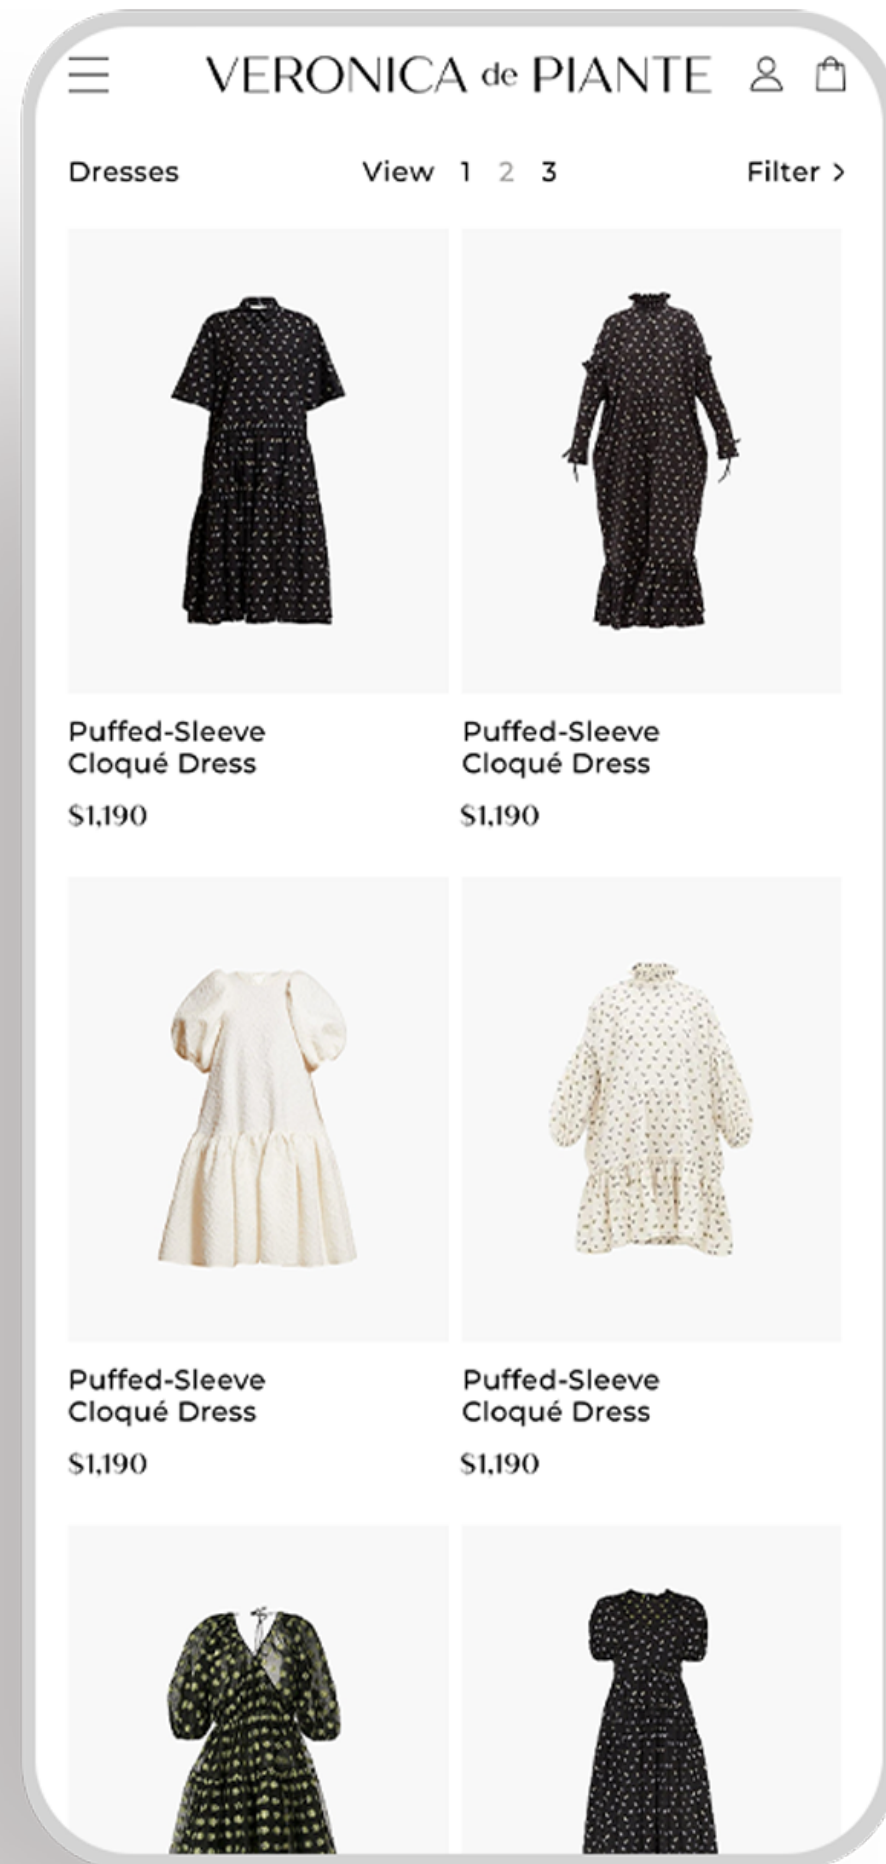 VERONICA de PIANTE
Dresses View 1 2 3 Filter >
Puffed-Sleeve
Cloqué Dress
$1,190
Puffed-Sleeve
Cloqué Dress
$1,190
Puffed-Sleeve
Cloqué Dress
$1,190
Puffed-Sleeve
Cloqué Dress
$1,190